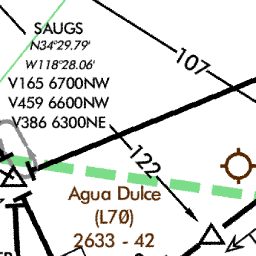 SAUGS
N34°29.79'
W118°28.06'
V165 6700NW
V459 6600NW
V386 6300NE
107
122
Agua Dulce
(L70)
2633 - 42